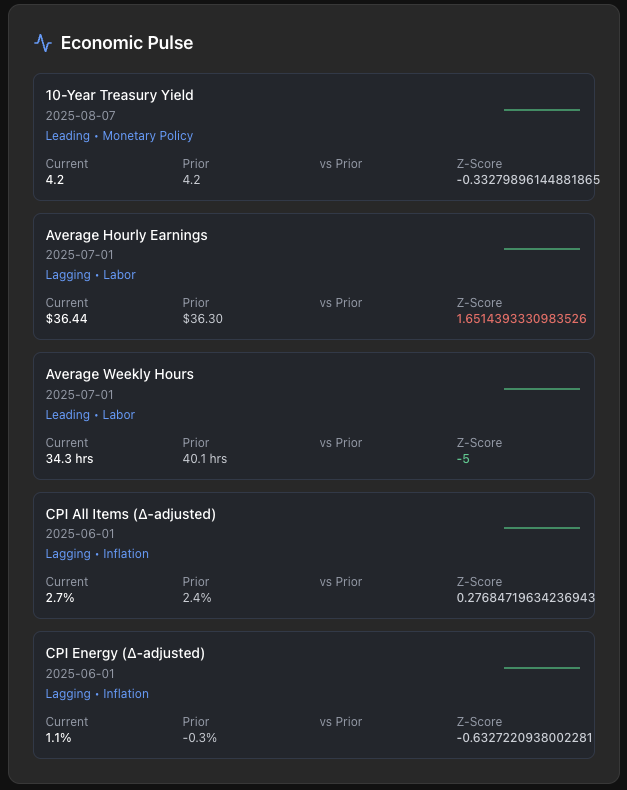 Economic Pulse
10-Year Treasury Yield
2025-08-07
Leading • Monetary Policy
Current Prior vs Prior Z-Score
4.2 4.2 -0.33279896144881865
Average Hourly Earnings
2025-07-01
Lagging • Labor
Current Prior vs Prior Z-Score
$36.44 $36.30 1.6514393330983526
Average Weekly Hours
2025-07-01
Leading • Labor
Current Prior vs Prior Z-Score
34.3 hrs 40.1 hrs -5
CPI All Items (Δ-adjusted)
2025-06-01
Lagging • Inflation
Current Prior vs Prior Z-Score
2.7% 2.4% 0.27684719634236943
CPI Energy (Δ-adjusted)
2025-06-01
Lagging • Inflation
Current Prior vs Prior Z-Score
1.1% -0.3% -0.6327220938002281